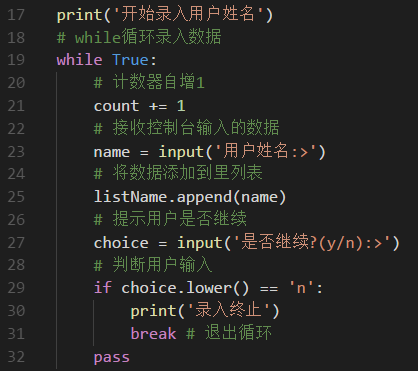 17 print('开始录入用户姓名')
18 # while循环录入数据
19 while True:
20     # 计数器自增1
21     count += 1
22     # 接收控制台输入的数据
23     name = input('用户姓名:>')
24     # 将数据添加到里列表
25     listName.append(name)
26     # 提示用户是否继续
27     choice = input('是否继续?(y/n):>')
28     # 判断用户输入
29     if choice.lower() == 'n':
30         print('录入终止')
31         break # 退出循环
32     pass